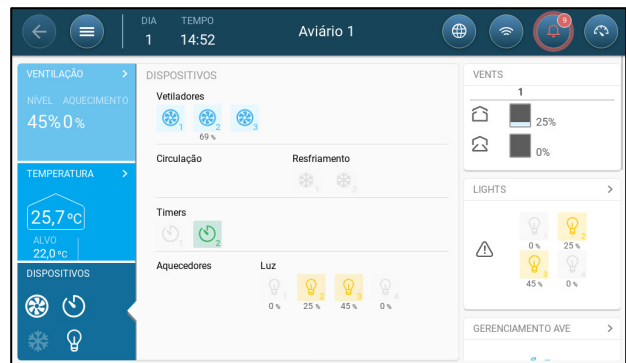 DIA TEMPO
1 14:52
Aviário 1
9
VENTILAÇÃO >
NÍVEL AQUECIMENTO
45% 0 %
TEMPERATURA >
25,7 ºC
ALVO
22,0 ºC
DISPOSITIVOS
DISPOSITIVOS
Vetiladores
1 2 3
69 %
Circulação Resfriamento
1 2
Timers
1 2
Aquecedores Luz
1 2 3 4
0 % 25 % 45 % 0 %
VENTS
1
25%
0%
LIGHTS >
1 2
0 % 25 %
3 4
45 % 0 %
GERENCIAMENTO AVE >